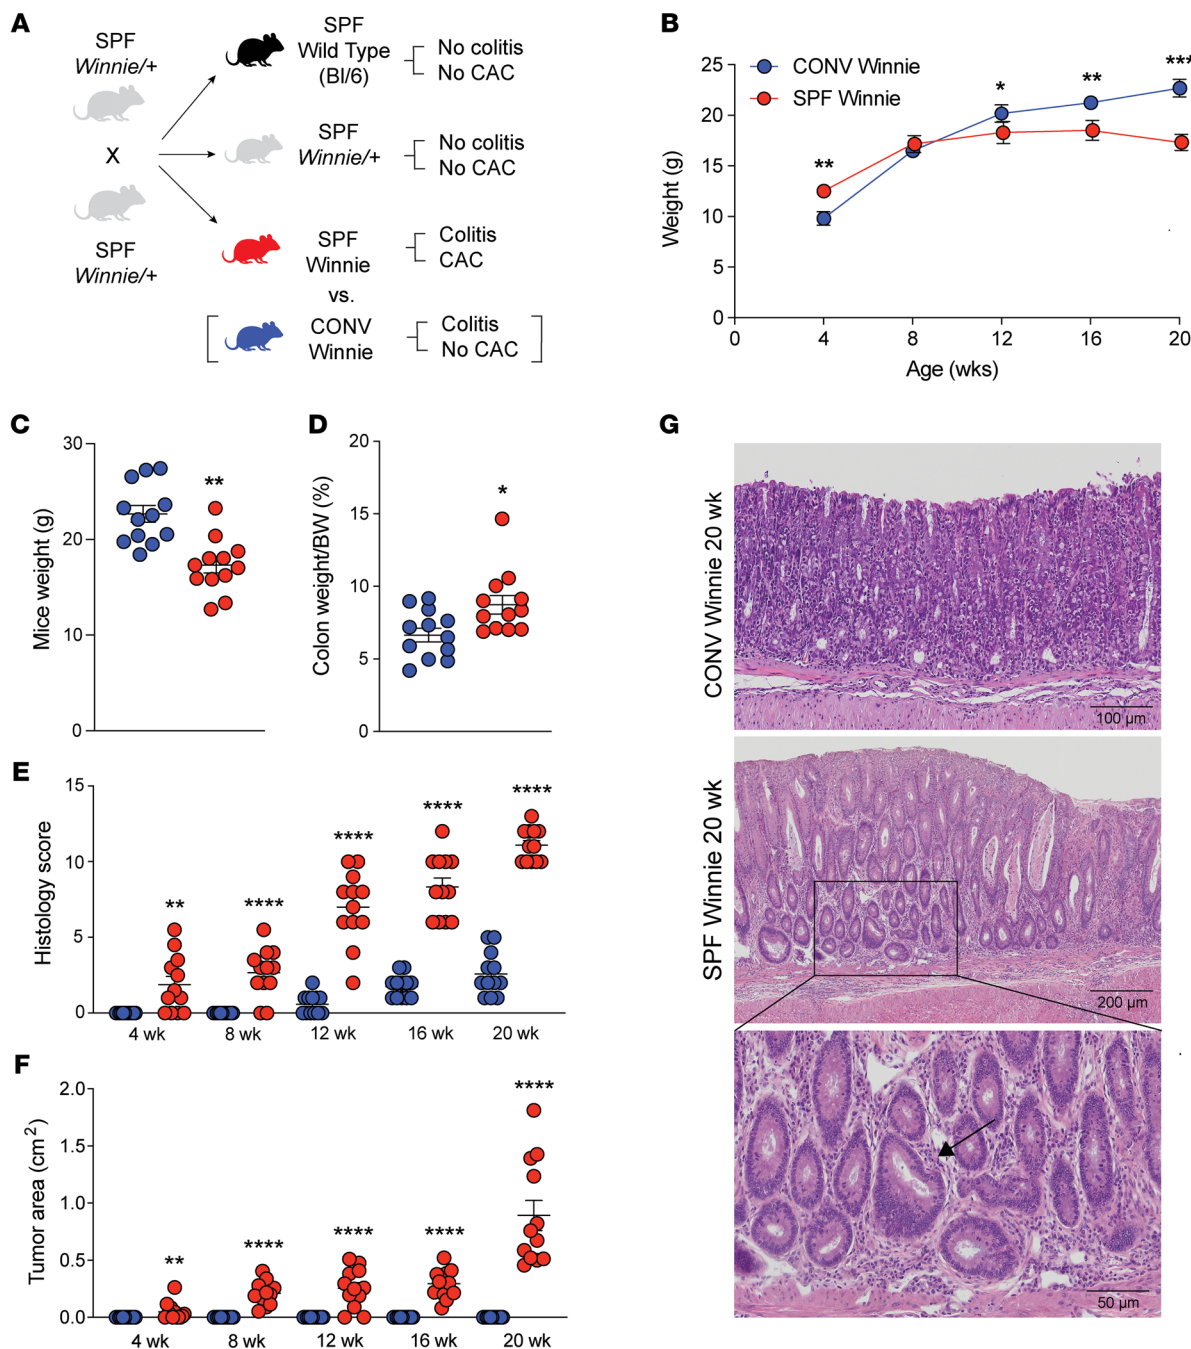 A
SPF
Winnie/+
X
SPF
Winnie/+
SPF
Wild Type
(Bl/6)
No colitis
No CAC
SPF
Winnie/+
No colitis
No CAC
SPF
Winnie
Colitis
CAC
vs.
CONV
Winnie
Colitis
No CAC
B
CONV Winnie
SPF Winnie
Weight (g)
25
20
15
10
5
0
**
*
**
***
0
4
8
12
16
20
Age (wks)
C
Mice weight (g)
30
20
10
0
**
D
Colon weight/BW (%)
20
15
10
5
0
*
E
Histology score
15
10
5
0
**
****
****
****
****
4 wk
8 wk
12 wk
16 wk
20 wk
F
Tumor area (cm²)
2.0
1.5
1.0
0.5
0.0
**
****
****
****
****
4 wk
8 wk
12 wk
16 wk
20 wk
G
CONV Winnie 20 wk
100 µm
SPF Winnie 20 wk
200 µm
50 µm